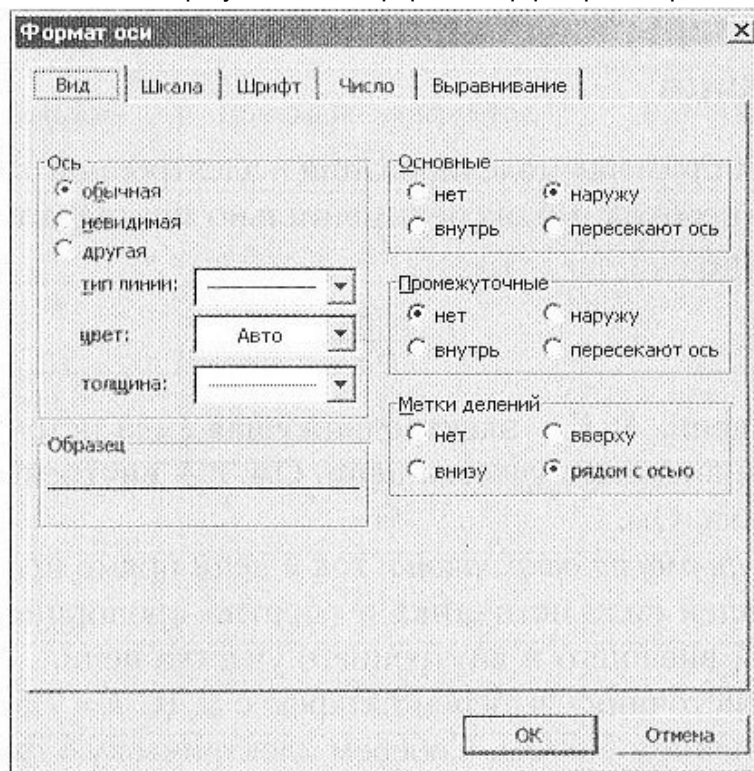 Формат оси
Вид Шкала Шрифт Число Выравнивание
Ось
обычная
невидимая
другая
тип линии:
цвет: Авто
толщина:
Образец
Основные
нет наружу
внутрь пересекают ось
Промежуточные
нет наружу
внутрь пересекают ось
Метки делений
нет вверху
внизу рядом с осью
ОК Отмена